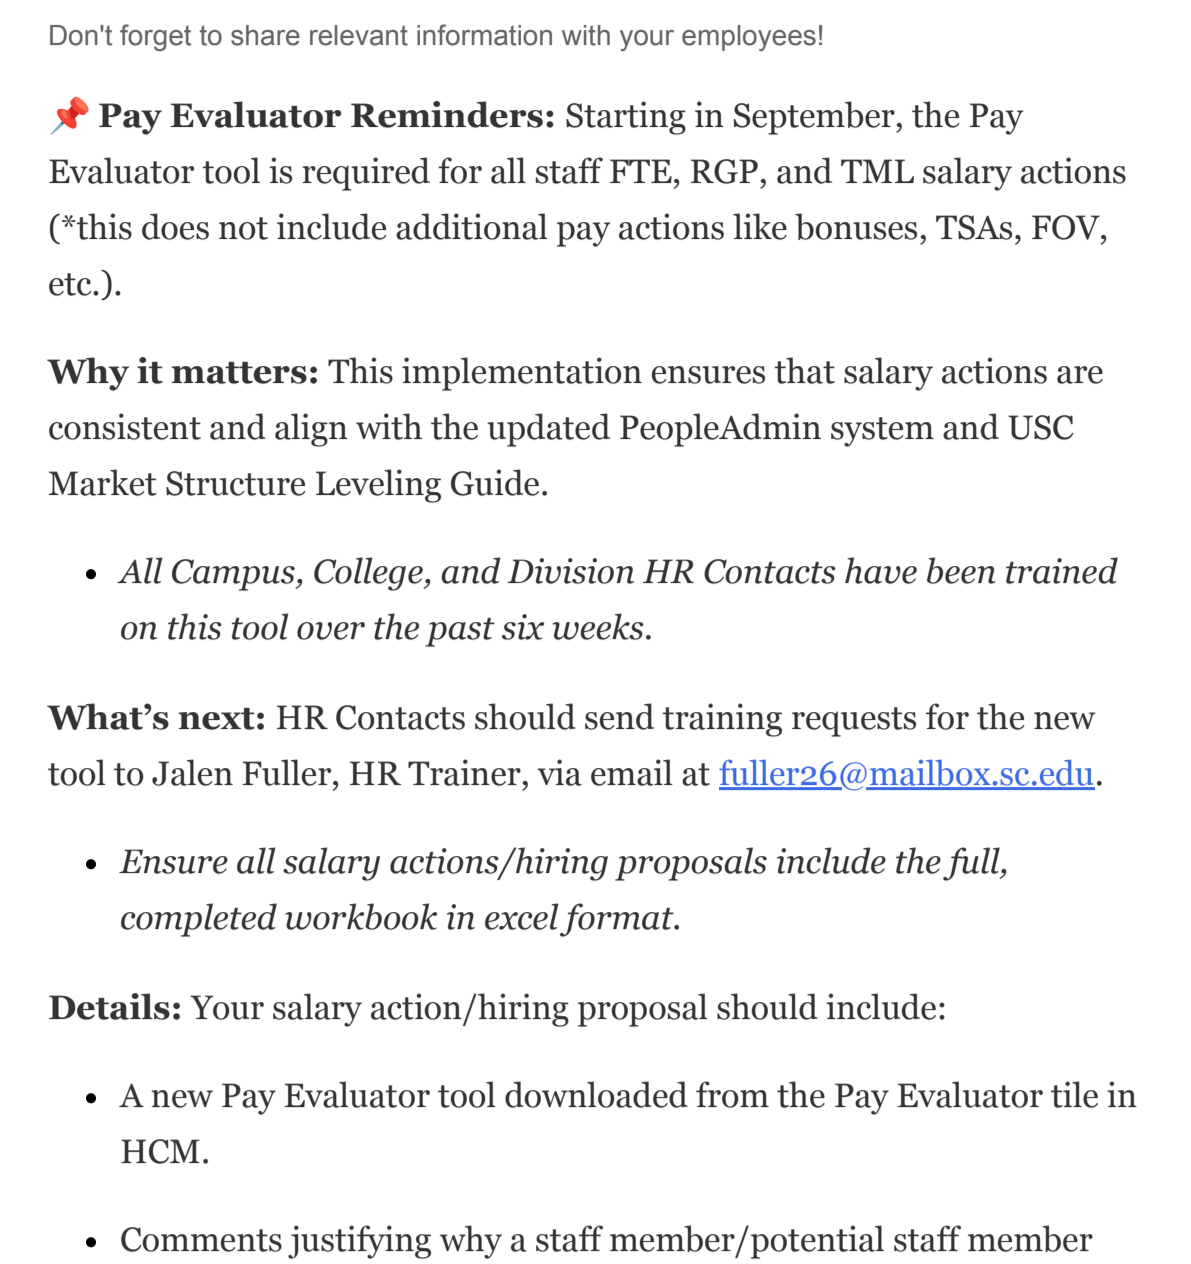 Don't forget to share relevant information with your employees!
📌 Pay Evaluator Reminders: Starting in September, the Pay
Evaluator tool is required for all staff FTE, RGP, and TML salary actions
(*this does not include additional pay actions like bonuses, TSAs, FOV,
etc.).
Why it matters: This implementation ensures that salary actions are
consistent and align with the updated PeopleAdmin system and USC
Market Structure Leveling Guide.
• All Campus, College, and Division HR Contacts have been trained
on this tool over the past six weeks.
What’s next: HR Contacts should send training requests for the new
tool to Jalen Fuller, HR Trainer, via email at fuller26@mailbox.sc.edu.
• Ensure all salary actions/hiring proposals include the full,
completed workbook in excel format.
Details: Your salary action/hiring proposal should include:
• A new Pay Evaluator tool downloaded from the Pay Evaluator tile in
HCM.
• Comments justifying why a staff member/potential staff member